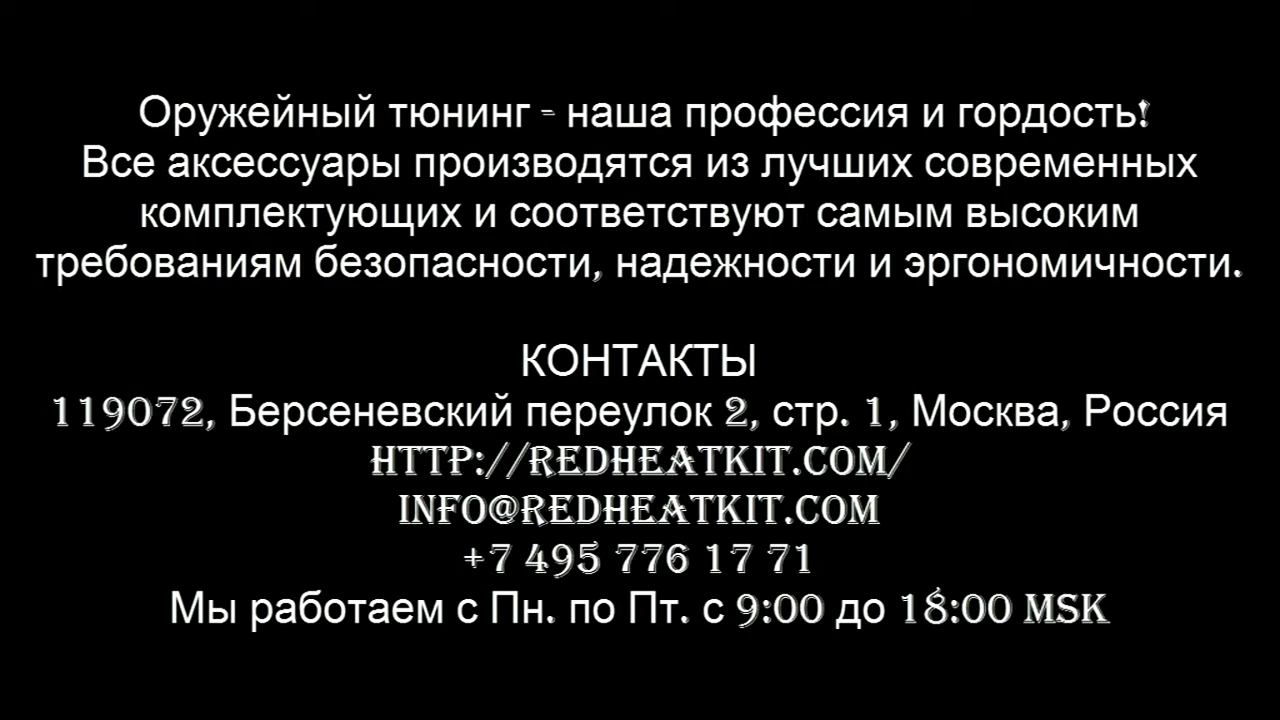 Оружейный тюнинг - наша профессия и гордость!
Все аксессуары производятся из лучших современных
комплектующих и соответствуют самым высоким
требованиям безопасности, надежности и эргономичности.
КОНТАКТЫ
119072, Берсеневский переулок 2, стр. 1, Москва, Россия
HTTP://REDHEATKIT.COM/
INFO@REDHEATKIT.COM
+7 495 776 17 71
Мы работаем с Пн. по Пт. с 9:00 до 18:00 MSK